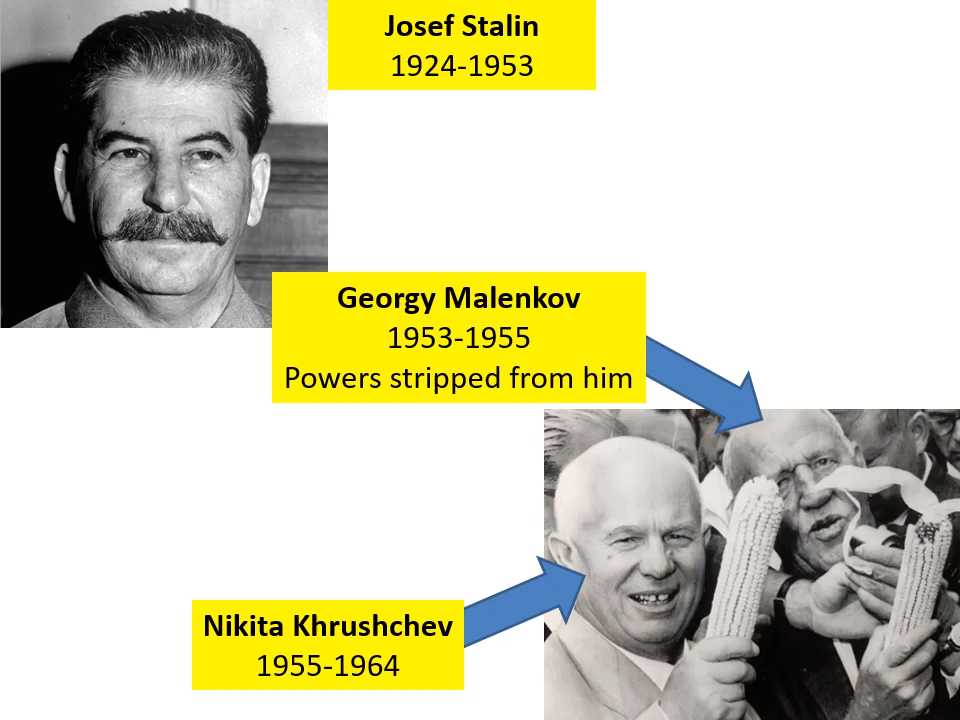 Josef Stalin
1924-1953
Georgy Malenkov
1953-1955
Powers stripped from him
Nikita Khrushchev
1955-1964